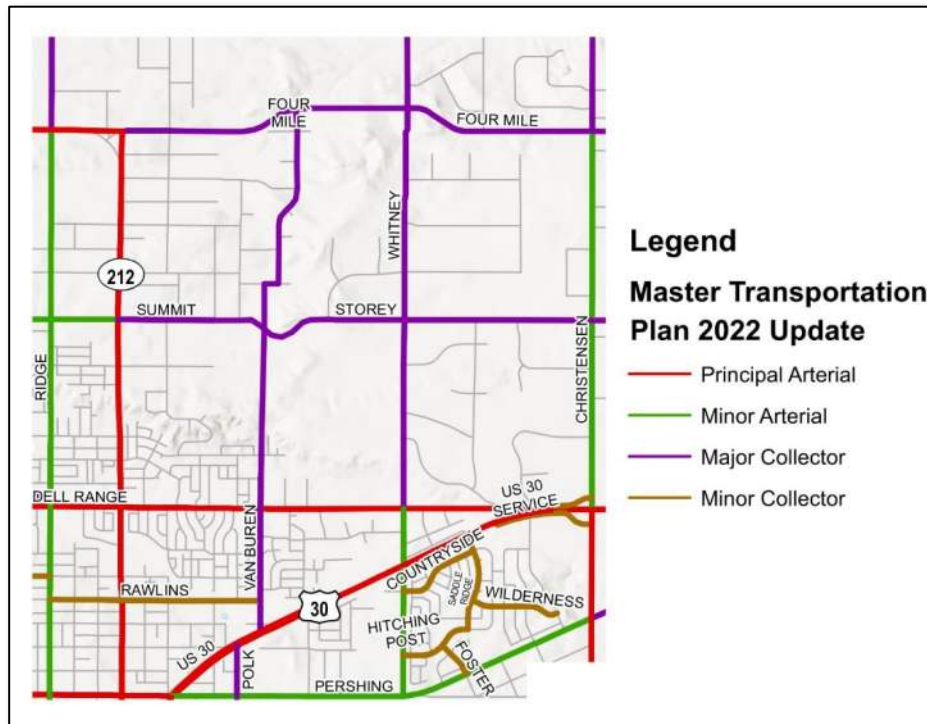 FOUR
MILE
FOUR MILE
WHITNEY
212
SUMMIT
STOREY
RIDGE
CHRISTENSEN
Legend
Master Transportation
Plan 2022 Update
Principal Arterial
Minor Arterial
Major Collector
Minor Collector
DELL RANGE
US 30
SERVICE
VAN BUREN
COUNTRYSIDE
RAWLINS
SADDLE
RIDGE
WILDERNESS
30
HITCHING
POST
US 30
POLK
FOSTER
PERSHING